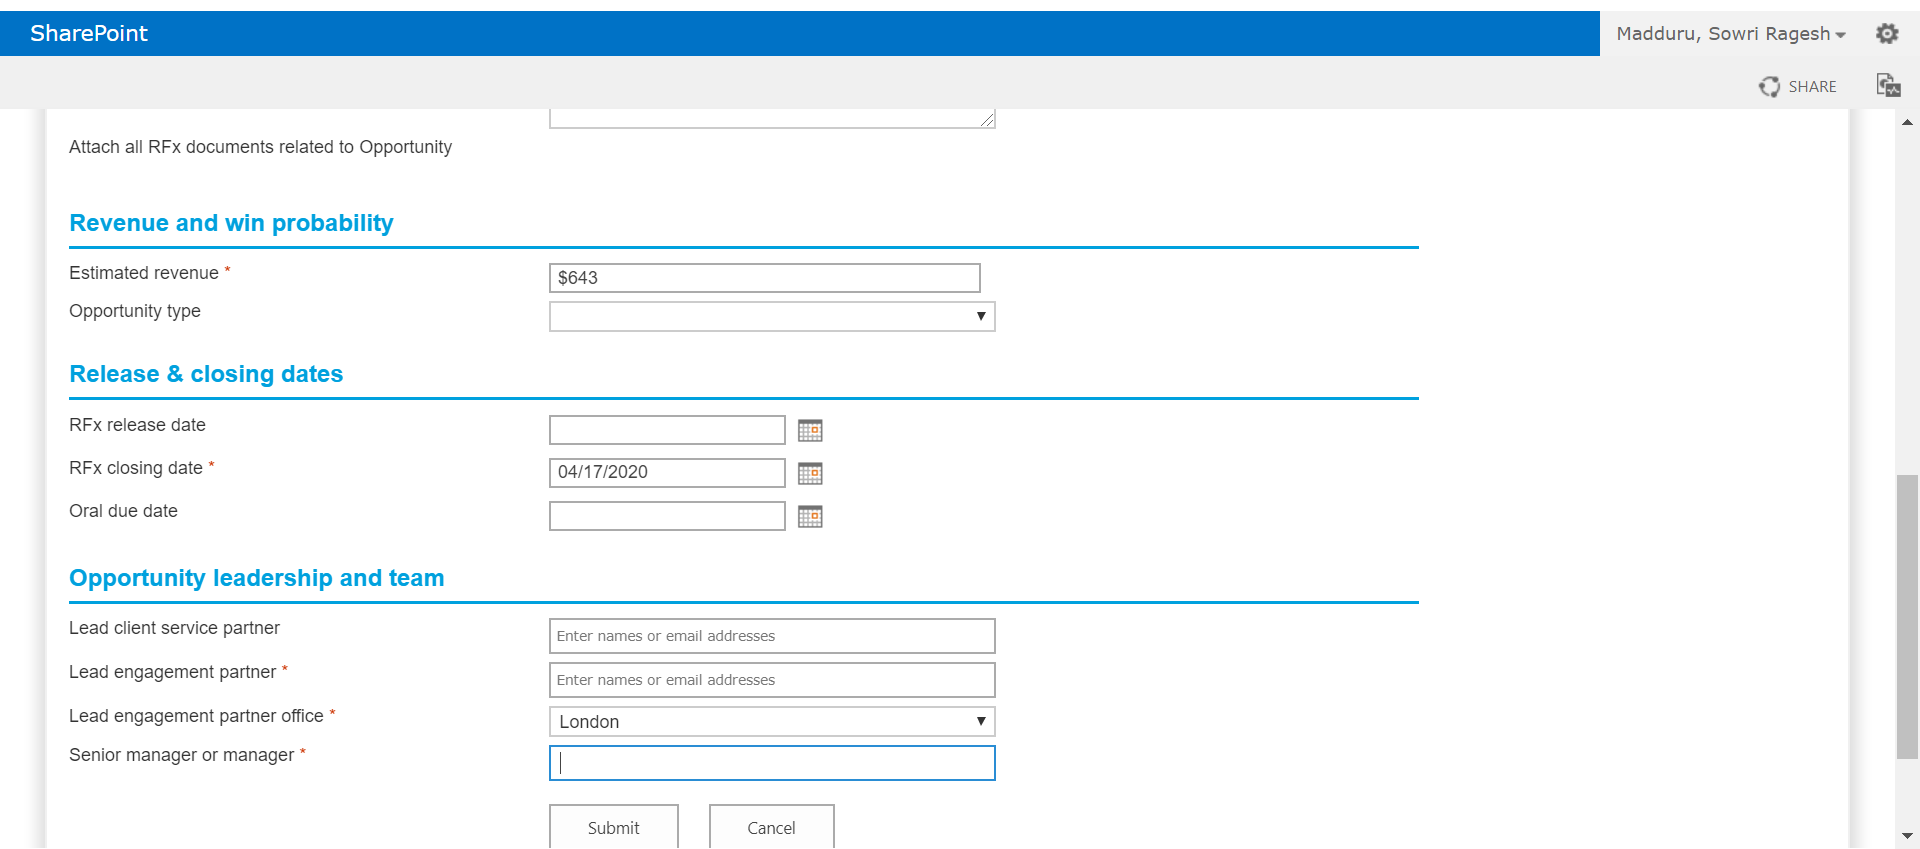 SharePoint
Madduru, Sowri Ragesh
SHARE
Attach all RFx documents related to Opportunity
Revenue and win probability
Estimated revenue *
$643
Opportunity type
Release & closing dates
RFx release date
RFx closing date *
04/17/2020
Oral due date
Opportunity leadership and team
Lead client service partner
Enter names or email addresses
Lead engagement partner *
Enter names or email addresses
Lead engagement partner office *
London
Senior manager or manager *
Submit
Cancel